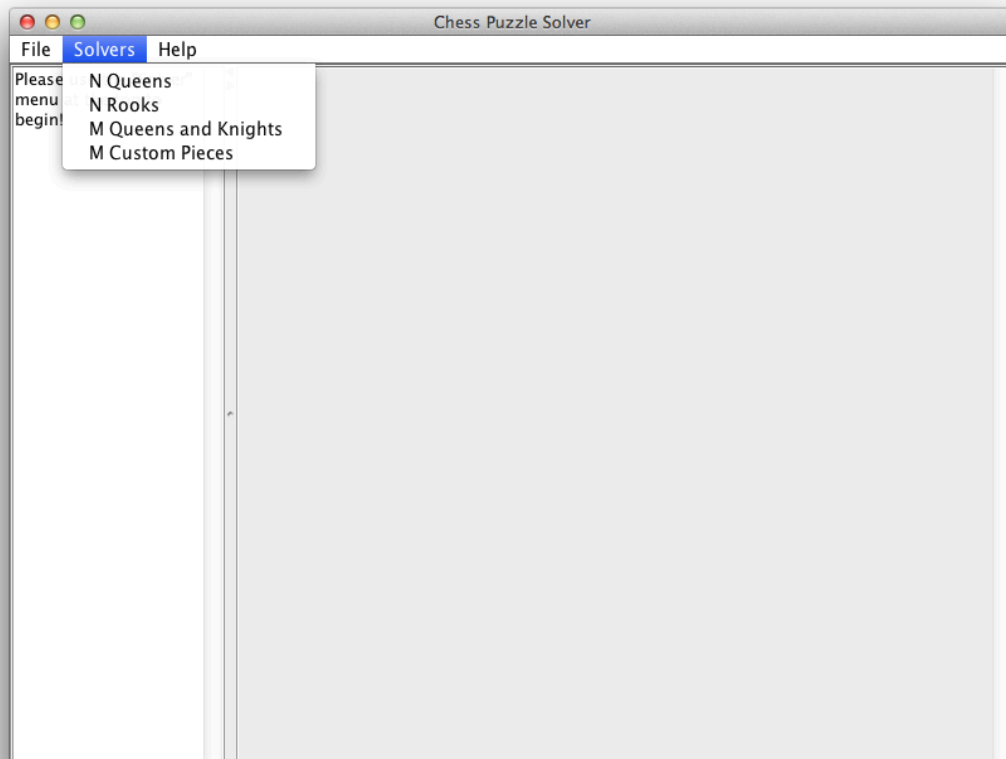 Chess Puzzle Solver
File Solvers Help
N Queens
N Rooks
M Queens and Knights
M Custom Pieces
Please
menu
begin!